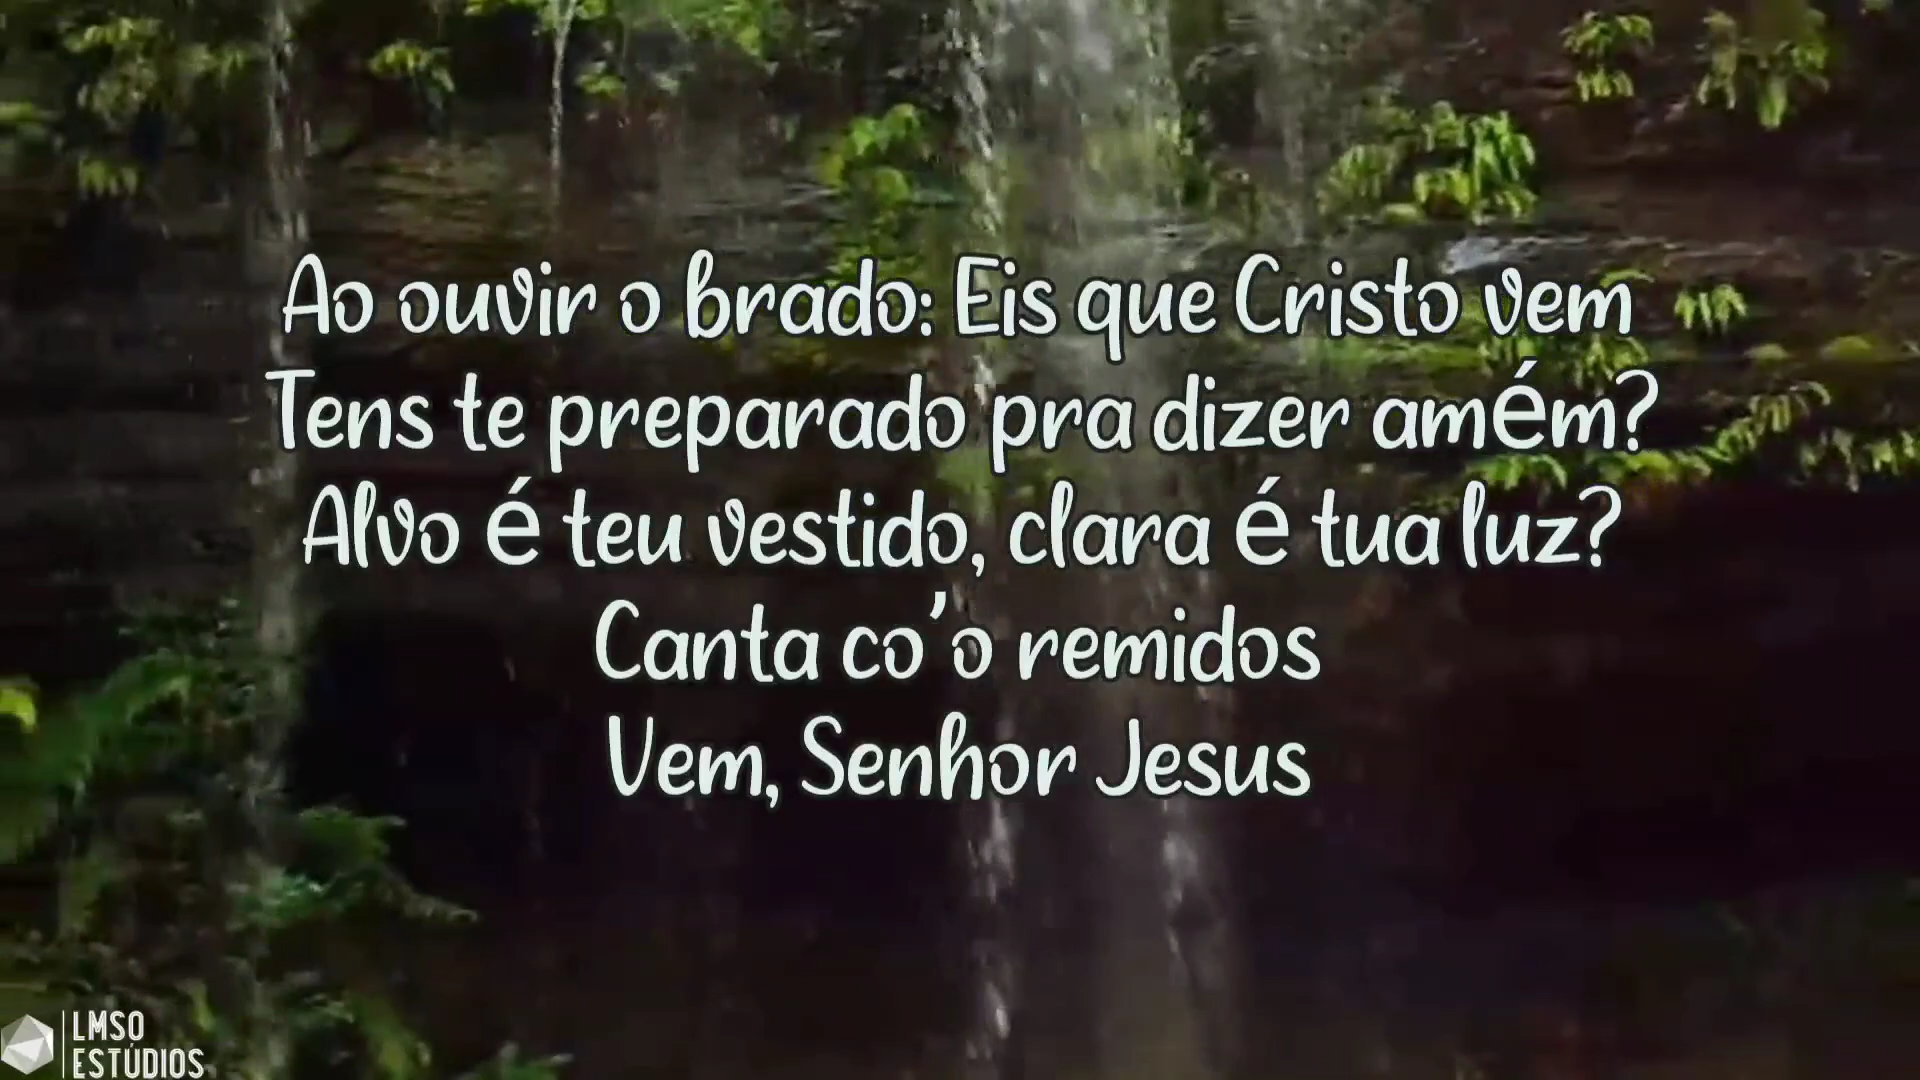 Ao ouvir o brado: Eis que Cristo vem
Tens te preparado pra dizer amém?
Alvo é teu vestido, clara é tua luz?
Canta co'o remidos
Vem, Senhor Jesus
LMSO
ESTÚDIOS